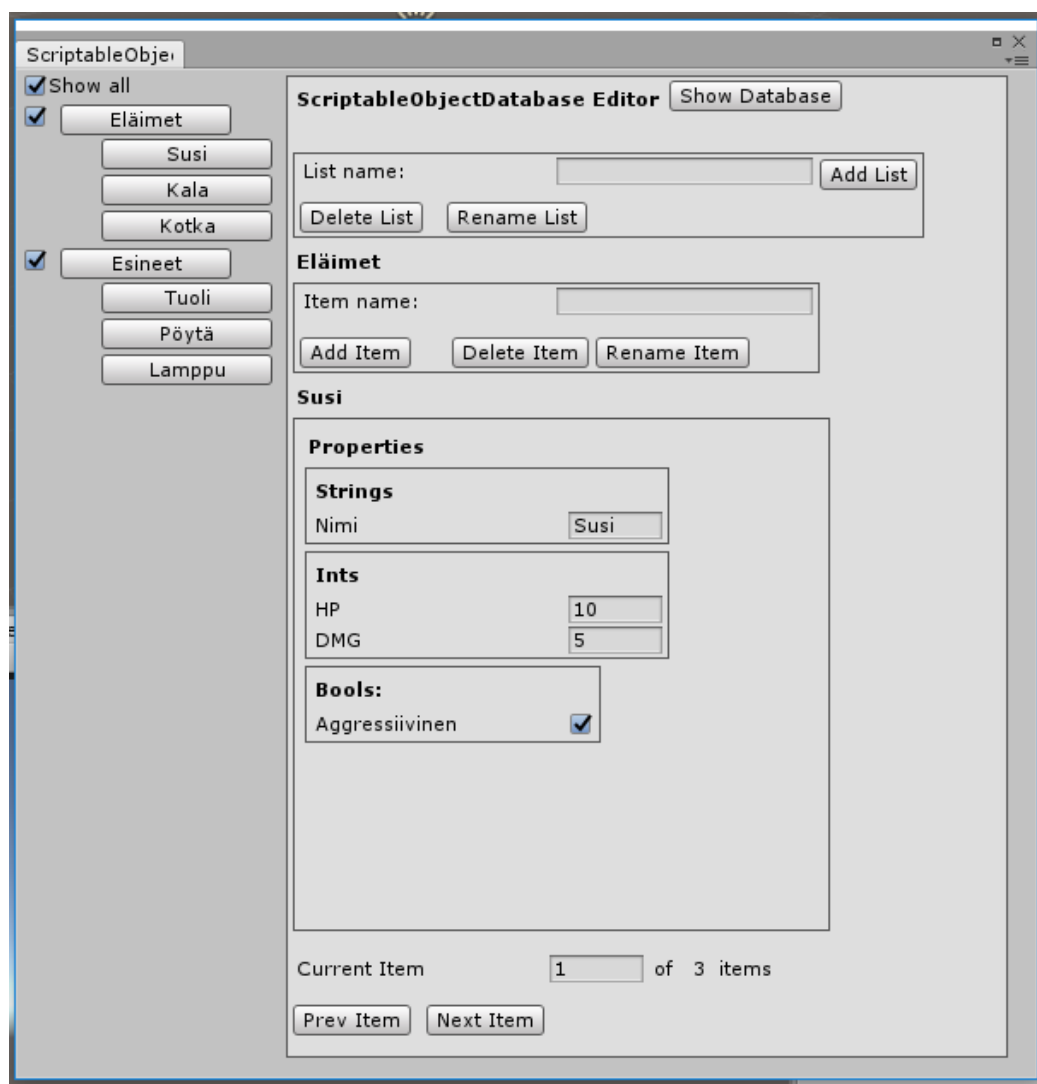 ScriptableObje
Show all
Eläimet
Susi
Kala
Kotka
Esineet
Tuoli
Pöytä
Lamppu
ScriptableObjectDatabase Editor Show Database
List name: Add List
Delete List Rename List
Eläimet
Item name:
Add Item Delete Item Rename Item
Susi
Properties
Strings
Nimi Susi
Ints
HP 10
DMG 5
Bools:
Aggressiivinen
Current Item 1 of 3 items
Prev Item Next Item